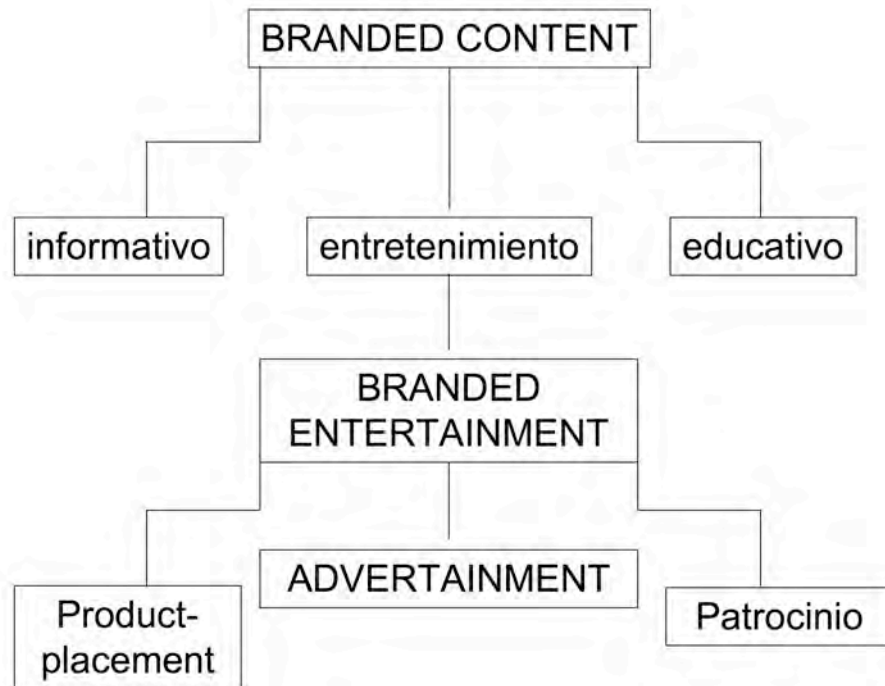 BRANDED CONTENT
informativo
entretenimiento
educativo
BRANDED
ENTERTAINMENT
ADVERTAINMENT
Product-
placement
Patrocinio